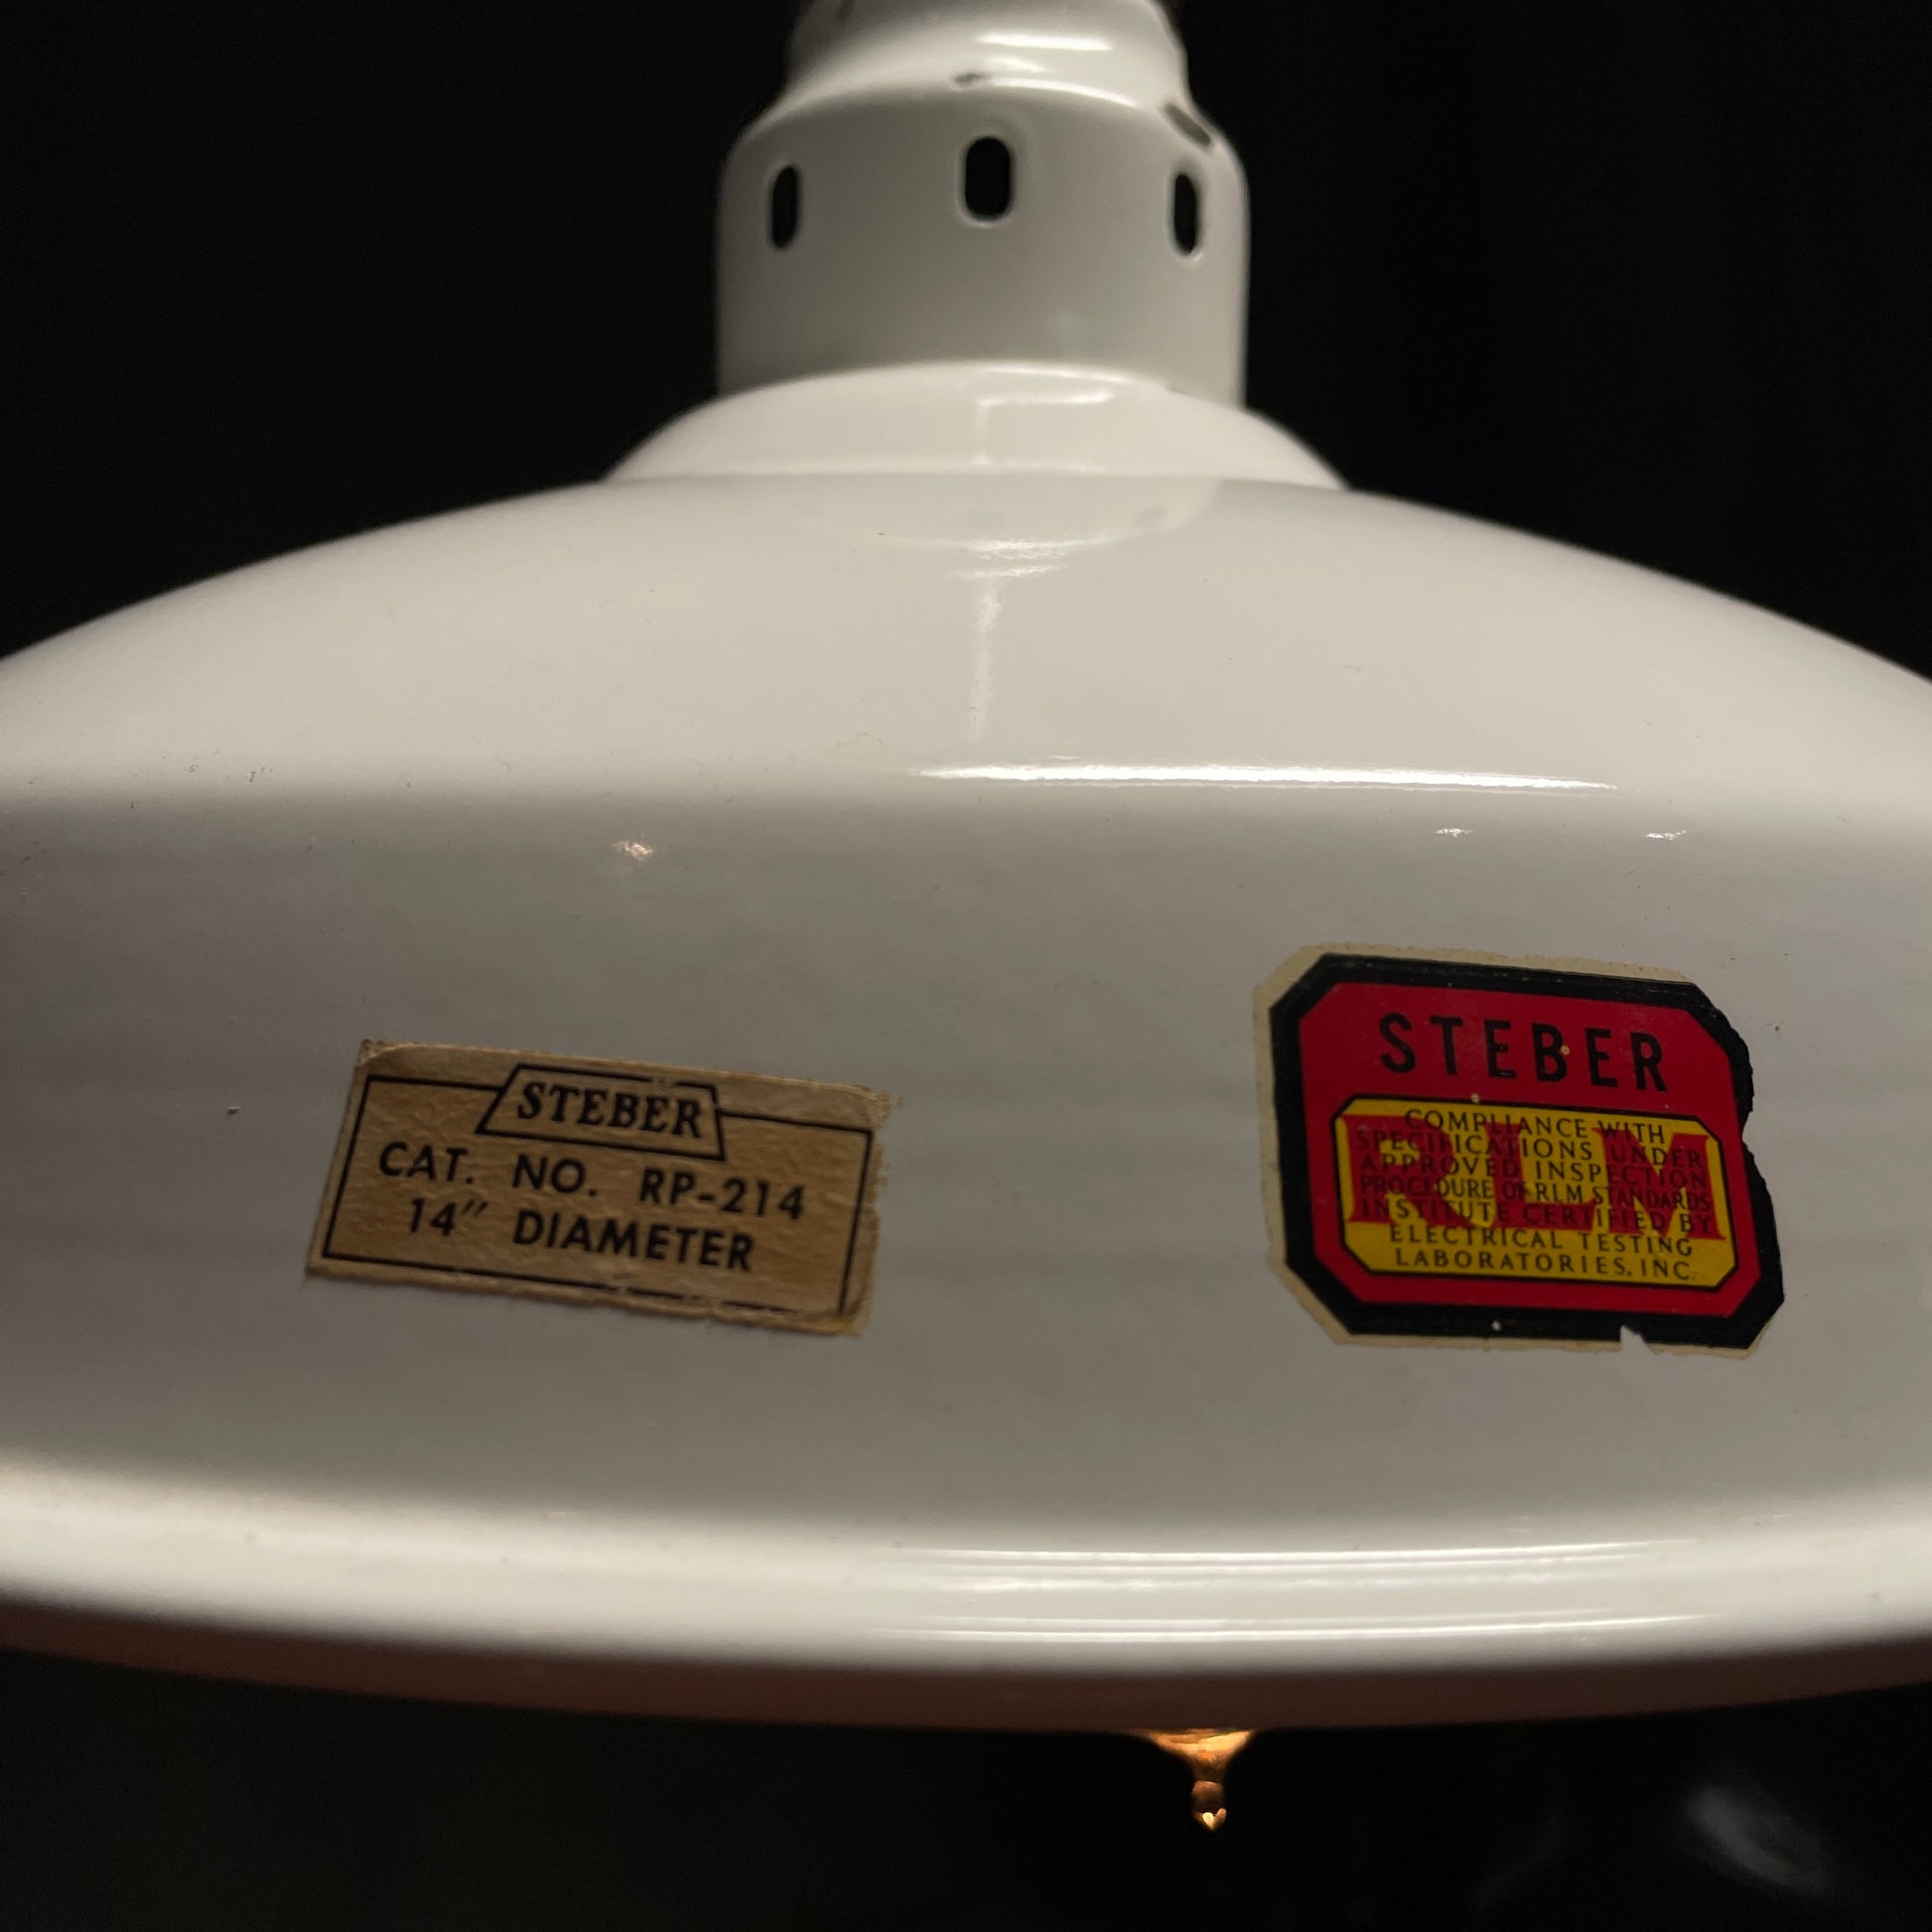 STEBER
CAT. NO. RP-214
14" DIAMETER
STEBER
RLM
COMPLIANCE WITH
SPECIFICATIONS UNDER
APPROVED INSPECTION
PROCEDURE OF RLM STANDARDS
INSTITUTE CERTIFIED BY
ELECTRICAL TESTING
LABORATORIES, INC.